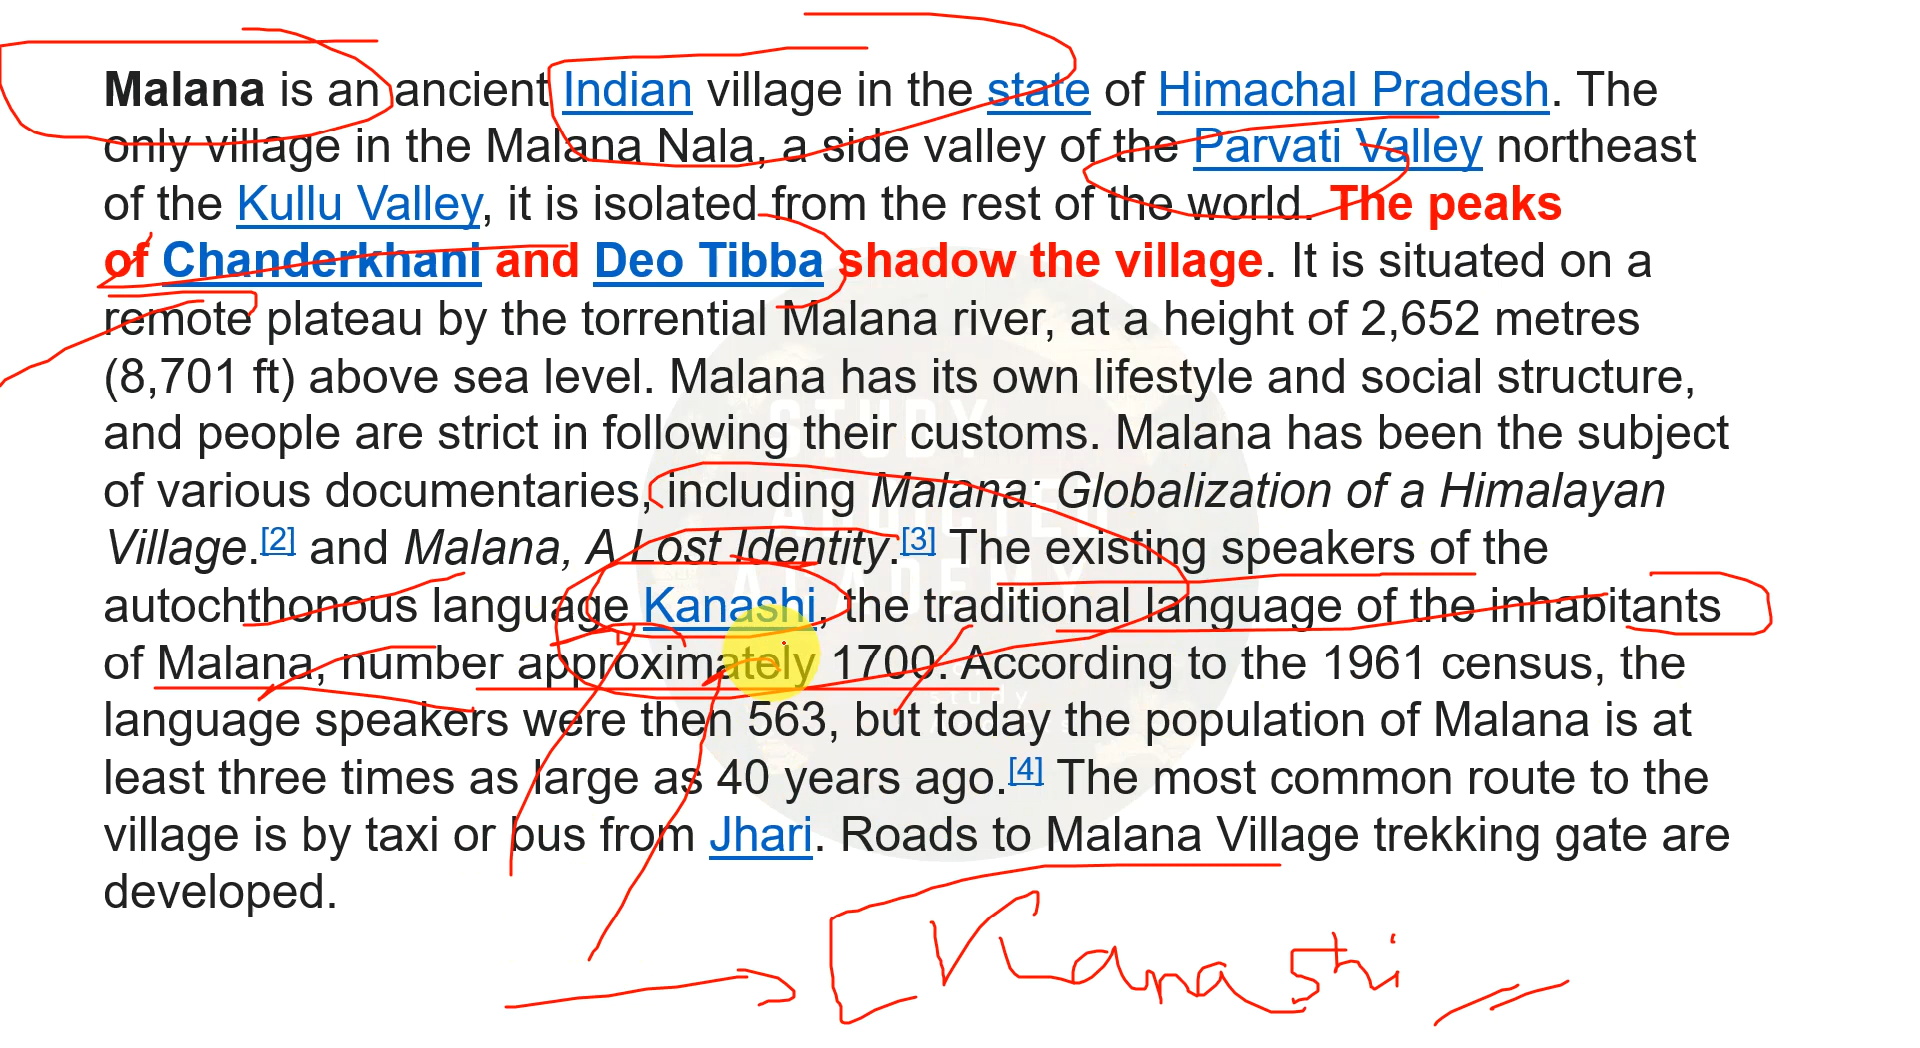 Malana is an ancient Indian village in the state of Himachal Pradesh. The
only village in the Malana Nala, a side valley of the Parvati Valley northeast
of the Kullu Valley, it is isolated from the rest of the world. The peaks
of Chanderkhani and Deo Tibba shadow the village. It is situated on a
remote plateau by the torrential Malana river, at a height of 2,652 metres
(8,701 ft) above sea level. Malana has its own lifestyle and social structure,
and people are strict in following their customs. Malana has been the subject
of various documentaries, including Malana: Globalization of a Himalayan
Village.[2] and Malana, A Lost Identity.[3] The existing speakers of the
autochthonous language Kanashi, the traditional language of the inhabitants
of Malana, number approximately 1700. According to the 1961 census, the
language speakers were then 563, but today the population of Malana is at
least three times as large as 40 years ago.[4] The most common route to the
village is by taxi or bus from Jhari. Roads to Malana Village trekking gate are
developed.
Kanashi
STUDY
ADDICTED
ACADEMY